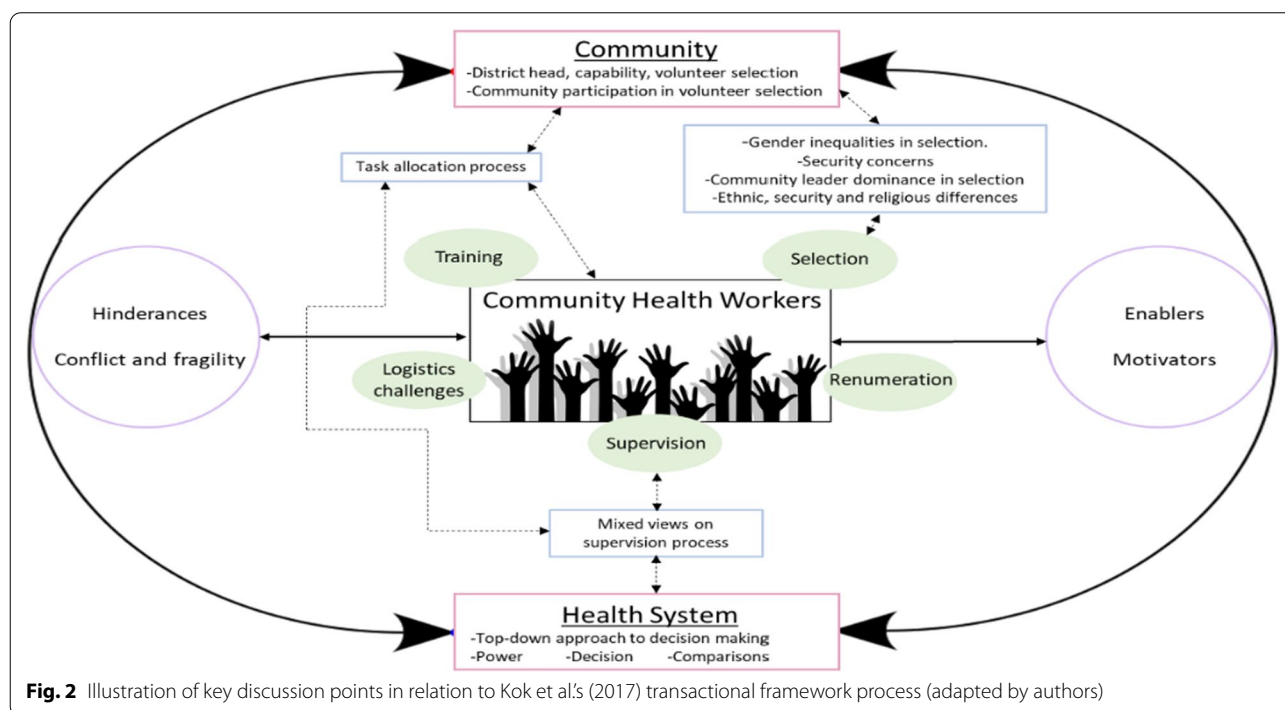 Community
-District head, capability, volunteer selection
-Community participation in volunteer selection
Task allocation process
-Gender inequalities in selection.
-Security concerns
-Community leader dominance in selection
-Ethnic, security and religious differences
Training
Selection
Community Health Workers
Hinderances
Conflict and fragility
Enablers
Motivators
Logistics
challenges
Renumeration
Supervision
Mixed views on
supervision process
Health System
-Top-down approach to decision making
-Power -Decision -Comparisons
Fig. 2 Illustration of key discussion points in relation to Kok et al.'s (2017) transactional framework process (adapted by authors)